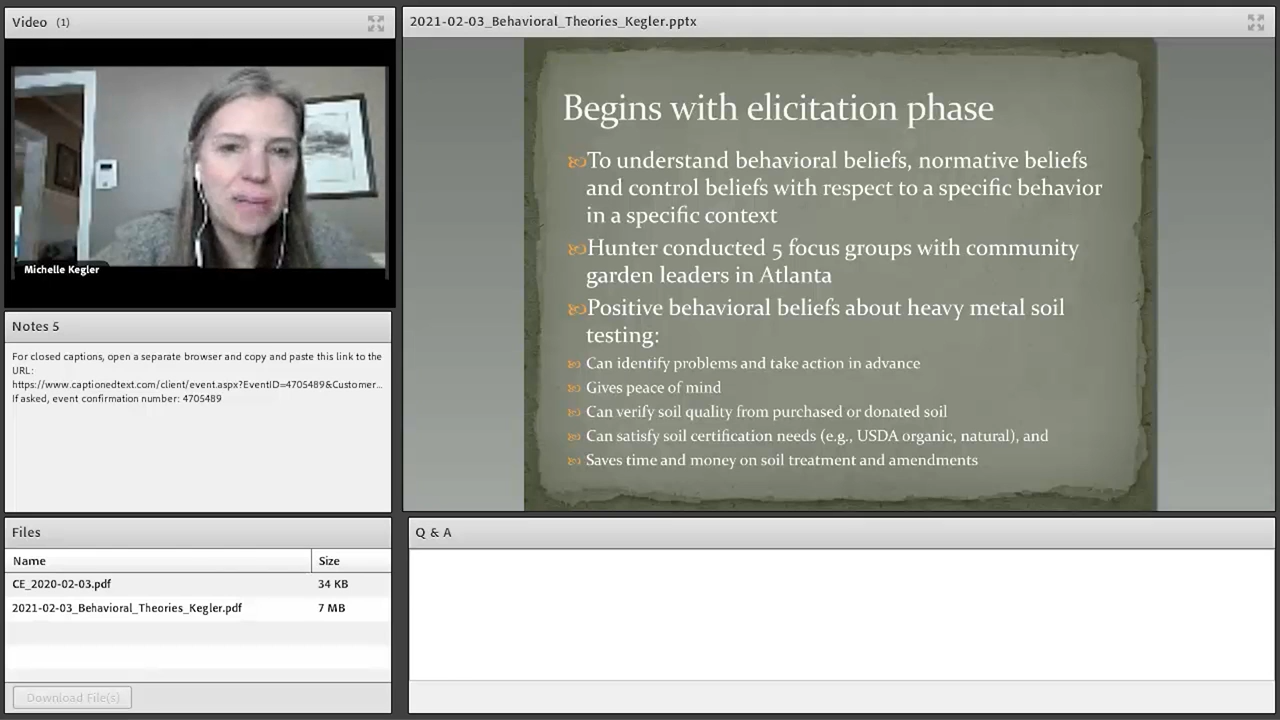 Video (1)
Michelle Kegler
Notes 5
For closed captions, open a separate browser and copy and paste this link to the
URL:
https://www.captionedtext.com/client/event.aspx?EventID=4705489&Customer...
If asked, event confirmation number: 4705489
Files
Name Size
CE_2020-02-03.pdf 34 KB
2021-02-03_Behavioral_Theories_Kegler.pdf 7 MB
Download File(s)
2021-02-03_Behavioral_Theories_Kegler.pptx
Begins with elicitation phase
To understand behavioral beliefs, normative beliefs
and control beliefs with respect to a specific behavior
in a specific context
Hunter conducted 5 focus groups with community
garden leaders in Atlanta
Positive behavioral beliefs about heavy metal soil
testing:
Can identify problems and take action in advance
Gives peace of mind
Can verify soil quality from purchased or donated soil
Can satisfy soil certification needs (e.g., USDA organic, natural), and
Saves time and money on soil treatment and amendments
Q & A